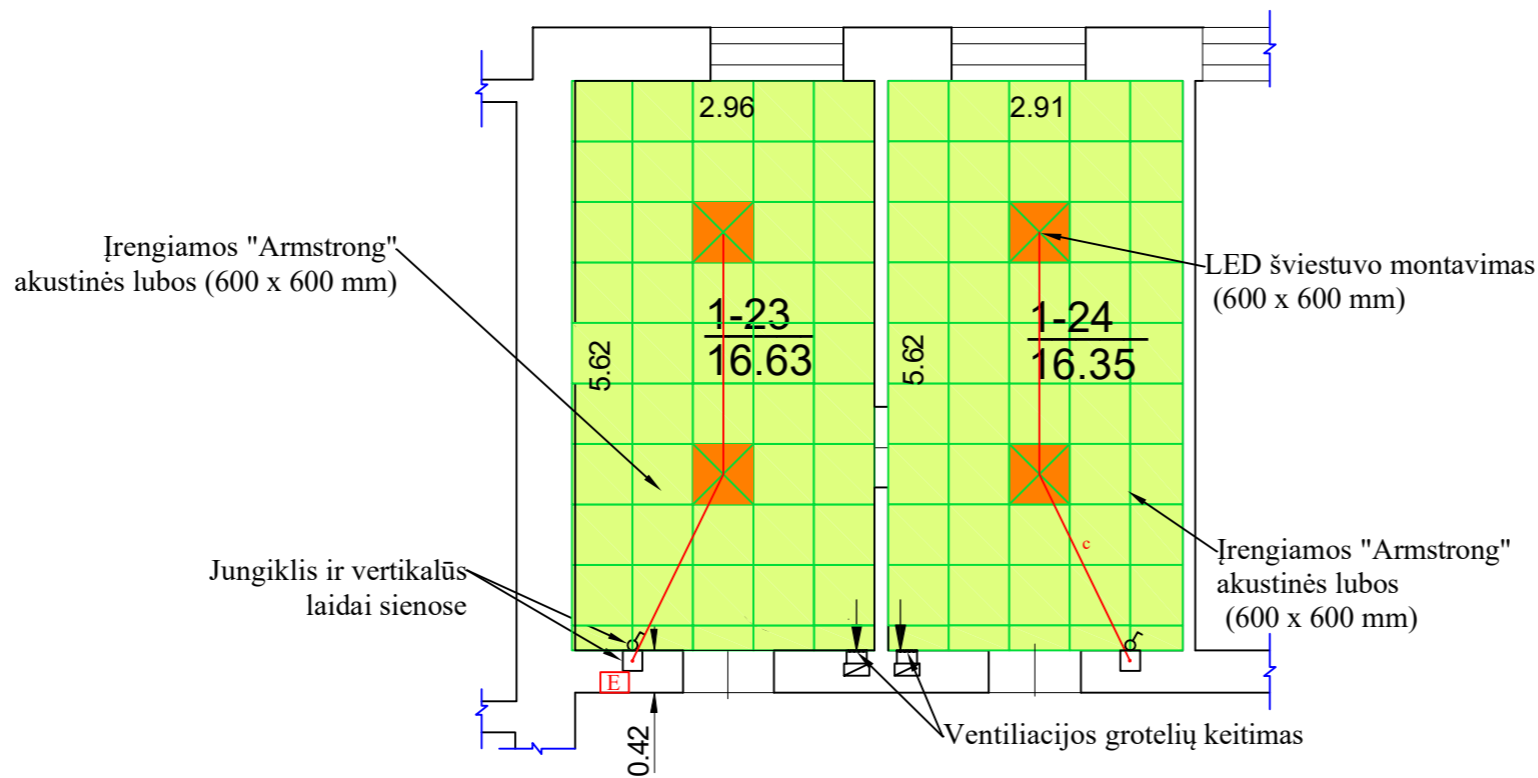 2.96
2.91
Įrengiamos "Armstrong"
akustinės lubos (600 x 600 mm)
LED šviestuvo montavimas
(600 x 600 mm)
1-23
16.63
1-24
16.35
5.62
5.62
c
Įrengiamos "Armstrong"
akustinės lubos
(600 x 600 mm)
Jungiklis ir vertikalūs
laidai sienose
E
0.42
Ventiliacijos grotelių keitimas